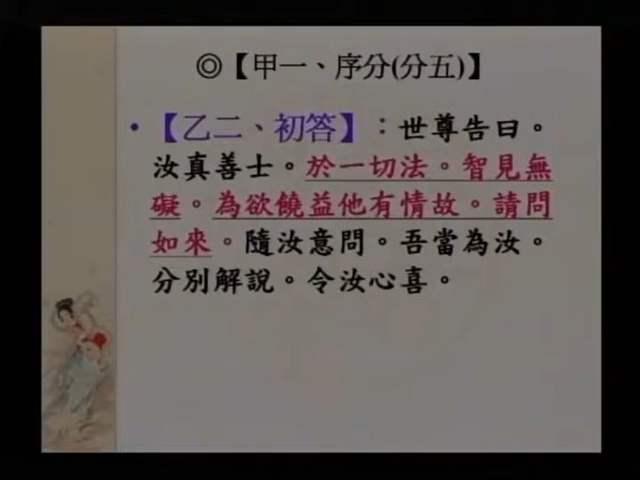 ◎【甲一、序分(分五)】
•【乙二、初答】：世尊告曰。
汝真善士。於一切法。智見無
礙。為欲饒益他有情故。請問
如來。隨汝意問。吾當為汝。
分別解說。令汝心喜。